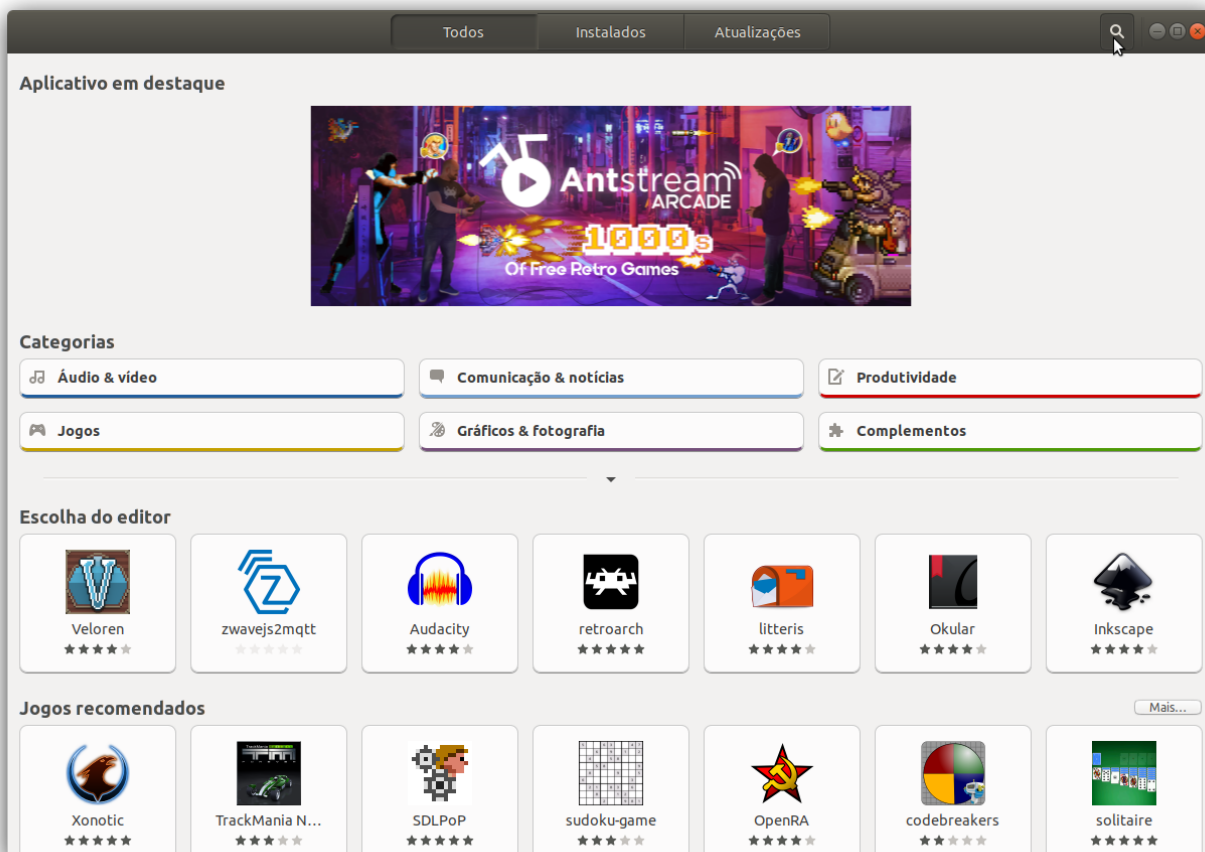 Todos Instalados Atualizações
Aplicativo em destaque
Antstream
ARCADE
1000s
Of Free Retro Games
Categorias
Áudio & vídeo Comunicação & notícias Produtividade
Jogos Gráficos & fotografia Complementos
Escolha do editor
Veloren zwavejs2mqtt Audacity retroarch litteris Okular Inkscape
Jogos recomendados Mais...
Xonotic TrackMania N... SDLPoP sudoku-game OpenRA codebreakers solitaire